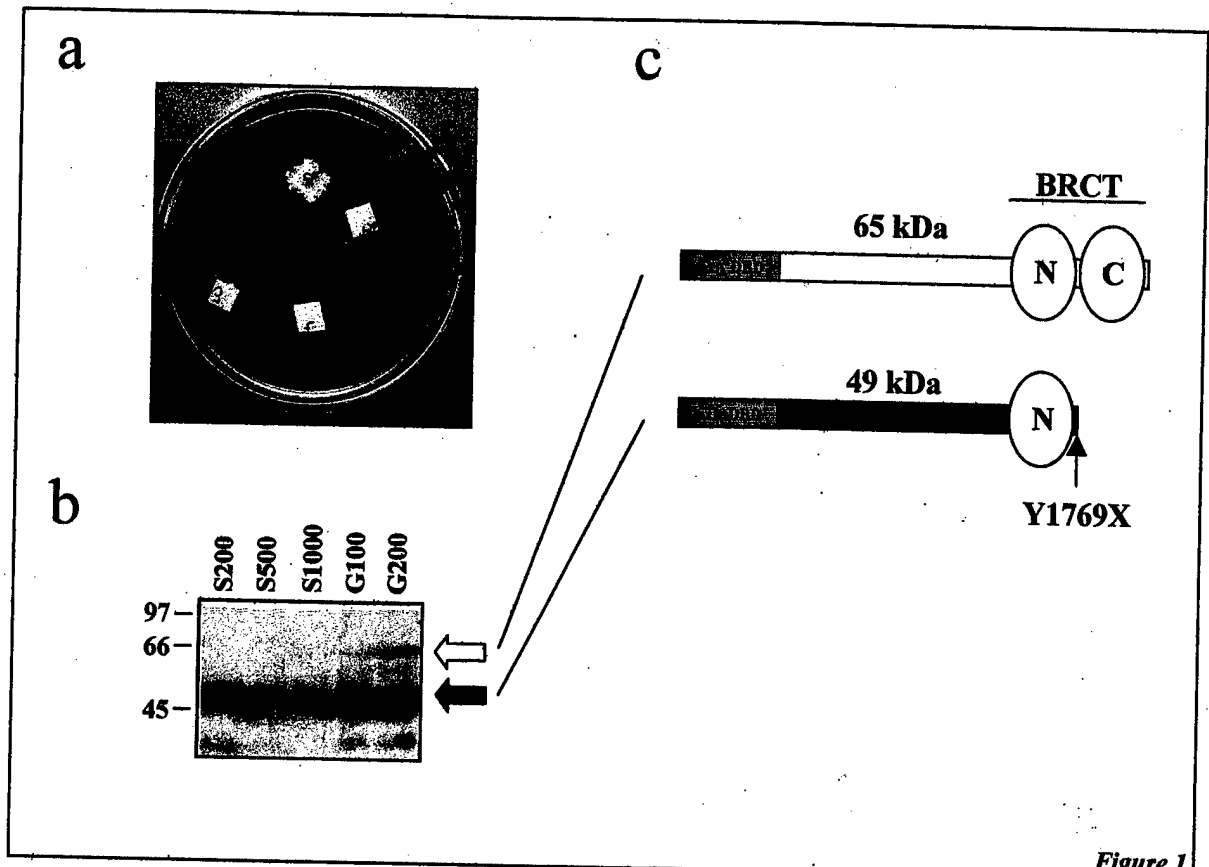 a
c
BRCT
65 kDa
N
C
49 kDa
N
Y1769X
b
S200
S500
S1000
G100
G200
97
66
45
Figure 1